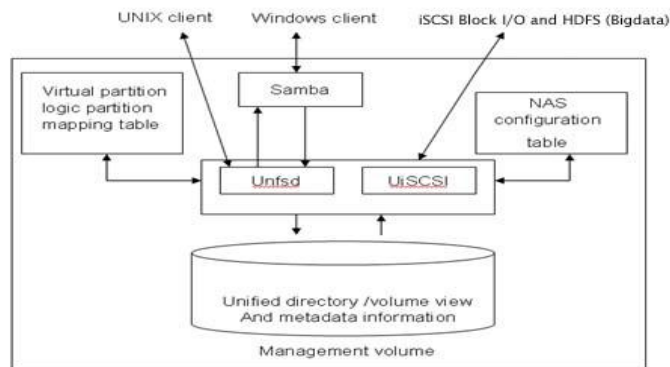 UNIX client
Windows client
iSCSI Block I/O and HDFS (Bigdata)
Virtual partition
logic partition
mapping table
Samba
NAS
configuration
table
Unfsd
UiSCSI
Unified directory /volume view
And metadata information
Management volume